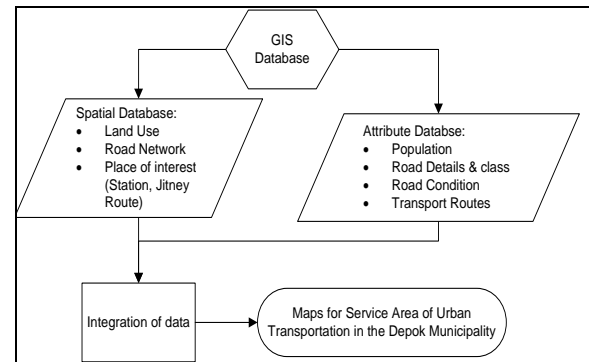 GIS
Database
Spatial Database:
• Land Use
• Road Network
• Place of interest
(Station, Jitney
Route)
Attribute Databse:
• Population
• Road Details & class
• Road Condition
• Transport Routes
Integration of data
Maps for Service Area of Urban
Transportation in the Depok Municipality